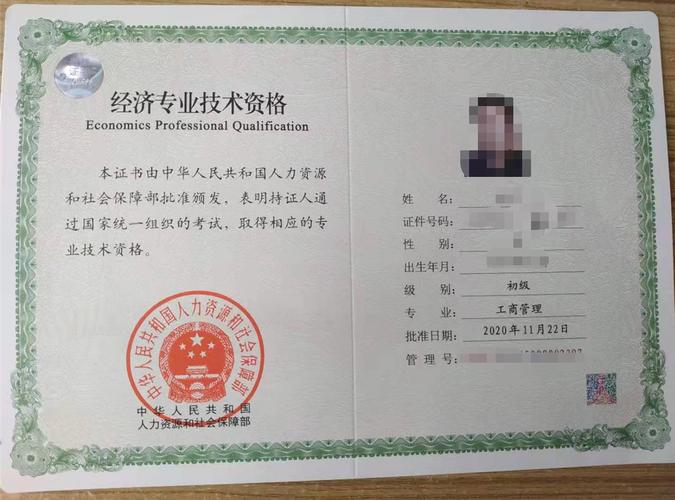 经济专业技术资格
Economics Professional Qualification
本证书由中华人民共和国人力资源
和社会保障部批准颁发，表明持证人通
过国家统一组织的考试，取得相应的专
业技术资格。
中华人民共和国人力资源和社会保障部
中华人民共和国
人力资源和社会保障部
姓名：
证件号码：
性别：
出生年月：
级别：初级
专业：工商管理
批准日期：2020年11月22日
管理号：